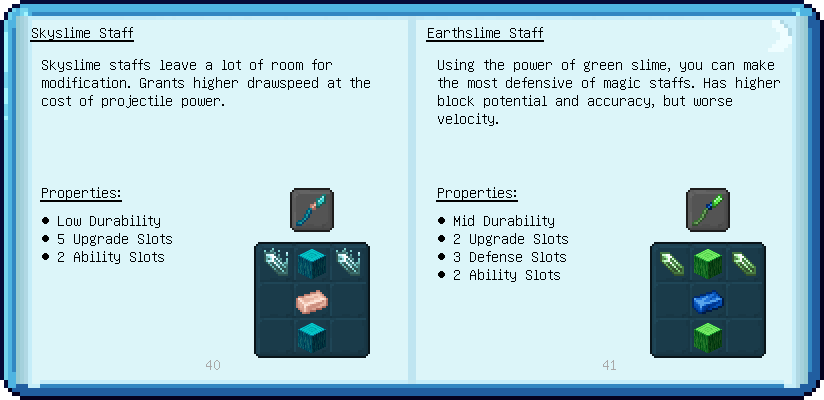 Skyslime Staff
Skyslime staffs leave a lot of room for
modification. Grants higher drawspeed at the
cost of projectile power.
Properties:
● Low Durability
● 5 Upgrade Slots
● 2 Ability Slots
40
Earthslime Staff
Using the power of green slime, you can make
the most defensive of magic staffs. Has higher
block potential and accuracy, but worse
velocity.
Properties:
● Mid Durability
● 2 Upgrade Slots
● 3 Defense Slots
● 2 Ability Slots
41